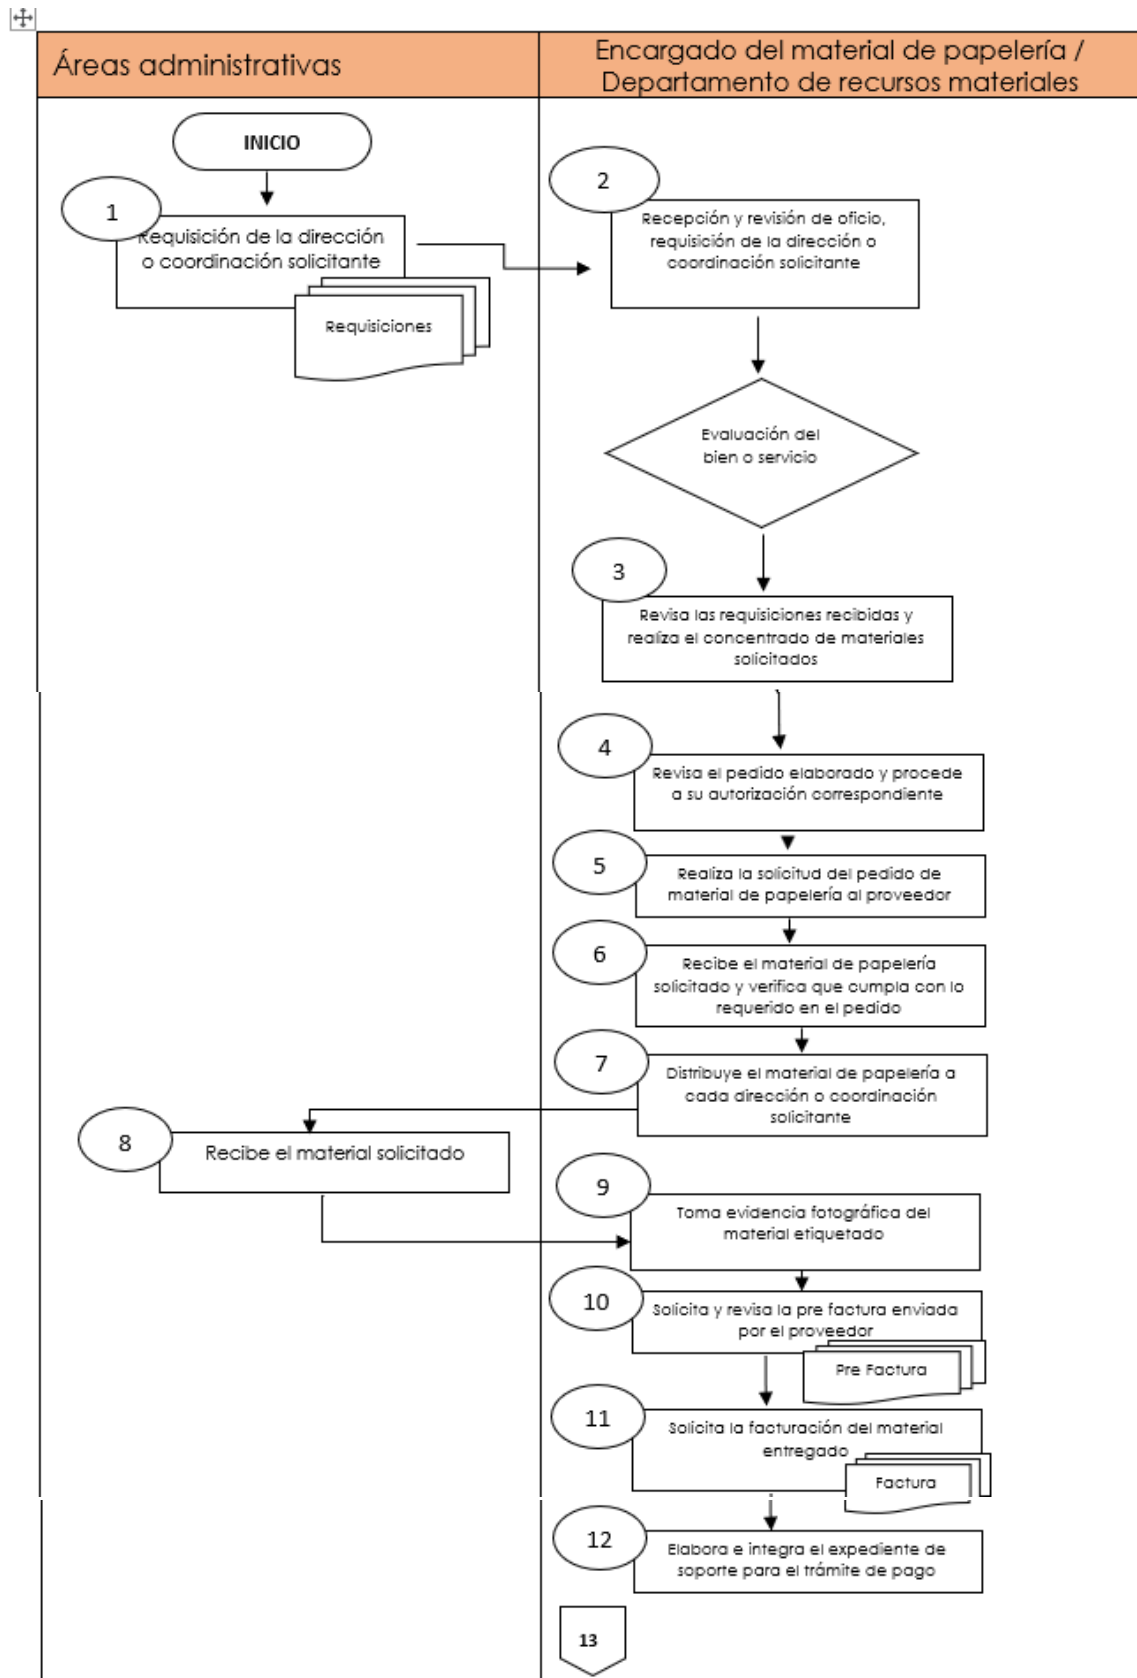 Áreas administrativas
Encargado del material de papelería /
Departamento de recursos materiales
INICIO
1
Requisición de la dirección
o coordinación solicitante
Requisiciones
2
Recepción y revisión de oficio,
requisición de la dirección o
coordinación solicitante
Evaluación del
bien o servicio
3
Revisa las requisiciones recibidas y
realiza el concentrado de materiales
solicitados
4
Revisa el pedido elaborado y procede
a su autorización correspondiente
5
Realiza la solicitud del pedido de
material de papelería al proveedor
6
Recibe el material de papelería
solicitado y verifica que cumpla con lo
requerido en el pedido
7
Distribuye el material de papelería a
cada dirección o coordinación
solicitante
8
Recibe el material solicitado
9
Toma evidencia fotográfica del
material etiquetado
10
Solicita y revisa la pre factura enviada
por el proveedor
Pre Factura
11
Solicita la facturación del material
entregado
Factura
12
Elabora e integra el expediente de
soporte para el trámite de pago
13